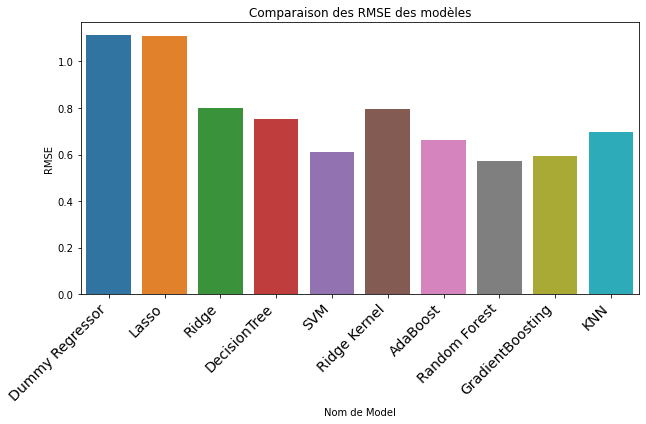 Comparaison des RMSE des modèles
RMSE
1.0
0.8
0.6
0.4
0.2
0.0
Dummy Regressor
Lasso
Ridge
DecisionTree
SVM
Ridge Kernel
AdaBoost
Random Forest
GradientBoosting
KNN
Nom de Model